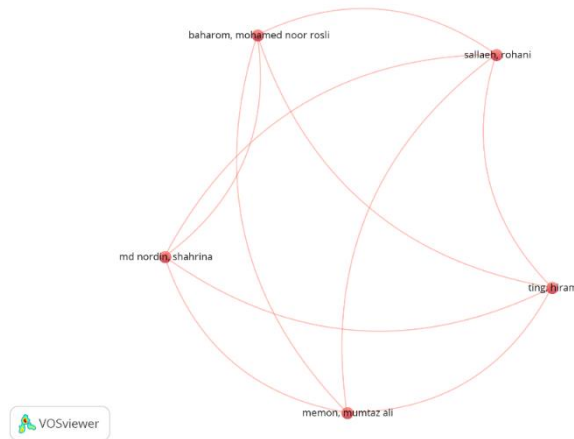 baharom, mohamed noor rosli
sallaeh, rohani
md nordin, shahrina
ting, hiram
memon, mumtaz ali
VOSviewer